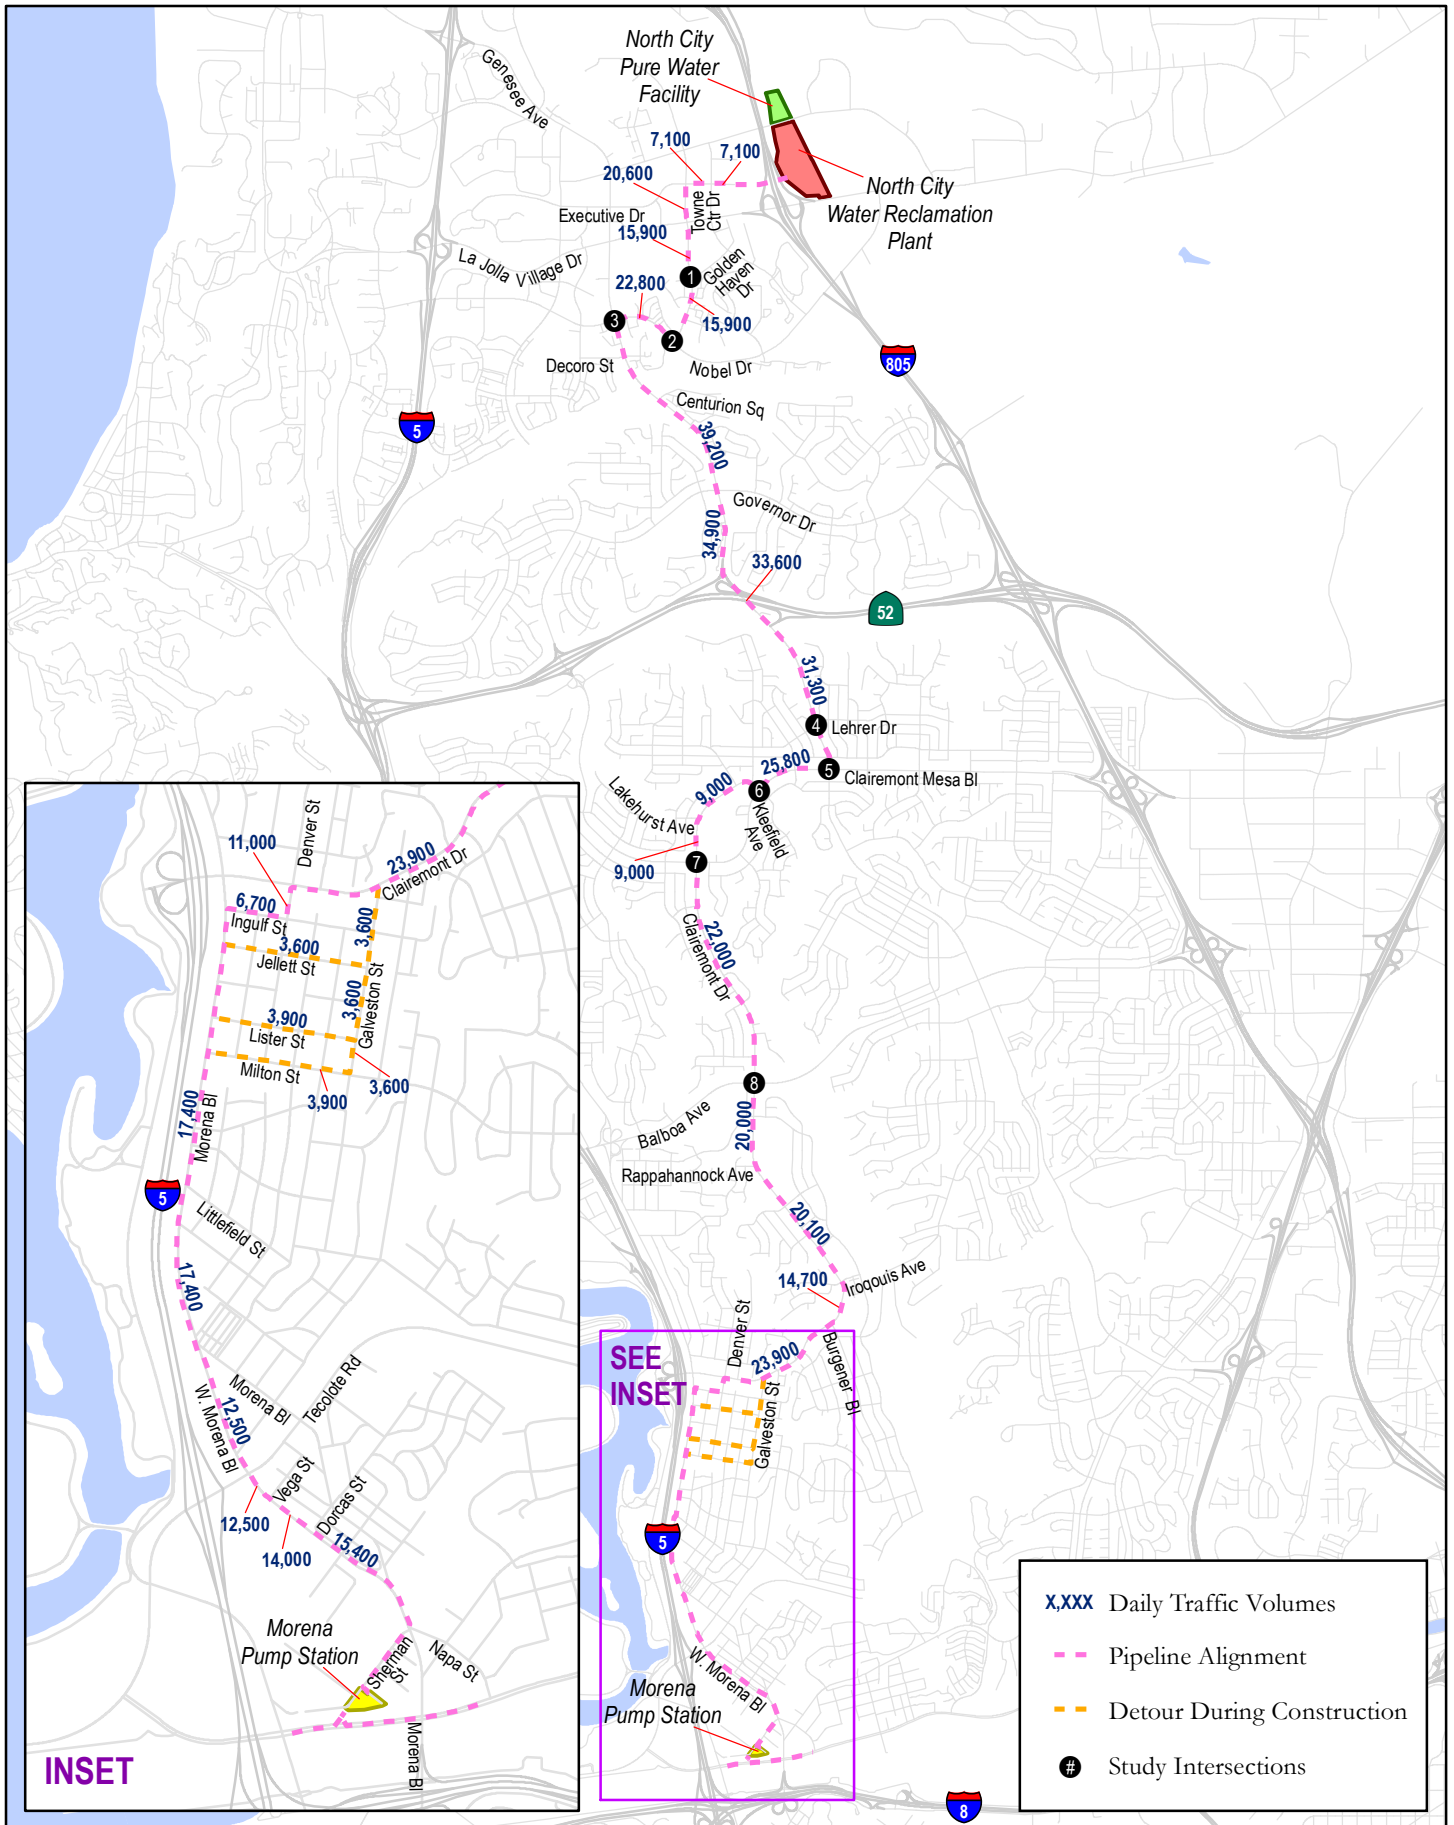 North City
Pure Water
Facility
Genesee Ave
7,100
7,100
20,600
Towne
Ctr Dr
North City
Water Reclamation
Plant
Executive Dr
15,900
La Jolla Village Dr
Golden
Haven
Dr
22,800
1
15,900
3
2
Decoro St
Nobel Dr
805
Centurion Sq
5
39,200
Governor Dr
34,900
33,600
52
31,300
4
Lehrer Dr
25,800
5
Clairemont Mesa Bl
9,000
6
Lakehurst Ave
Kleefield
Ave
7
9,000
22,000
Clairemont Dr
8
Balboa Ave
20,000
Rappahannock Ave
20,100
14,700
Iroqouis Ave
Denver St
23,900
Burgener Bl
SEE
INSET
Galveston St
5
W. Morena Bl
Morena
Pump Station
8
Denver St
11,000
23,900
Clairemont Dr
6,700
Ingulf St
3,600
3,600
Jellett St
3,600
Galveston St
3,900
Lister St
Milton St
3,600
3,900
17,400
Morena Bl
5
Littlefield St
17,400
Morena Bl
Tecolote Rd
12,500
W. Morena Bl
Vega St
Dorcas St
12,500
15,400
14,000
Morena
Pump Station
Sherman
St
Napa St
Morena Bl
INSET
X,XXX Daily Traffic Volumes
Pipeline Alignment
Detour During Construction
# Study Intersections